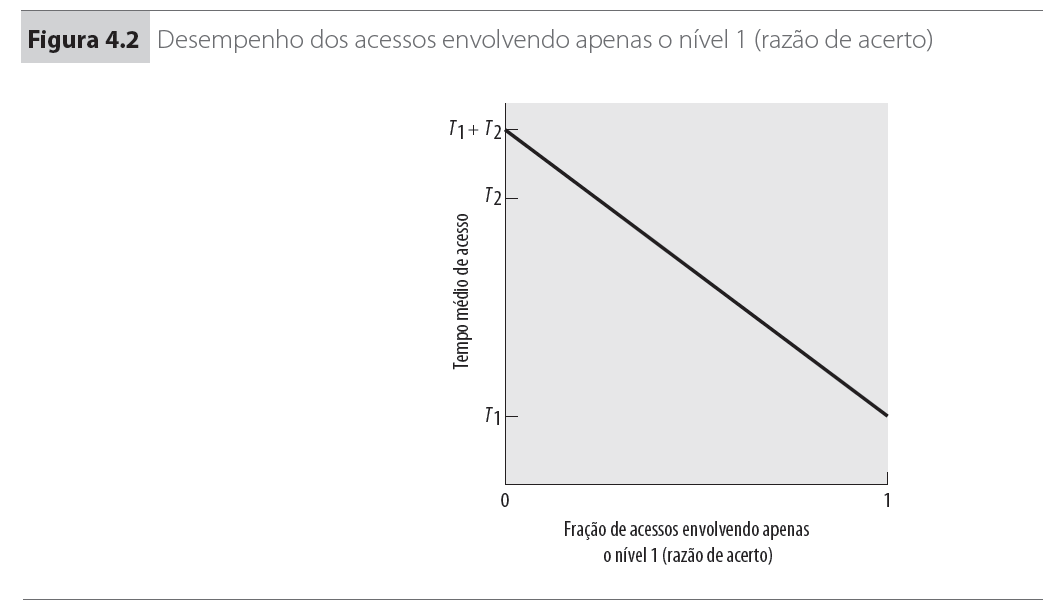 Figura 4.2 Desempenho dos acessos envolvendo apenas o nível 1 (razão de acerto)
T1 + T2
T2
Tempo médio de acesso
T1
0 1
Fração de acessos envolvendo apenas
o nível 1 (razão de acerto)